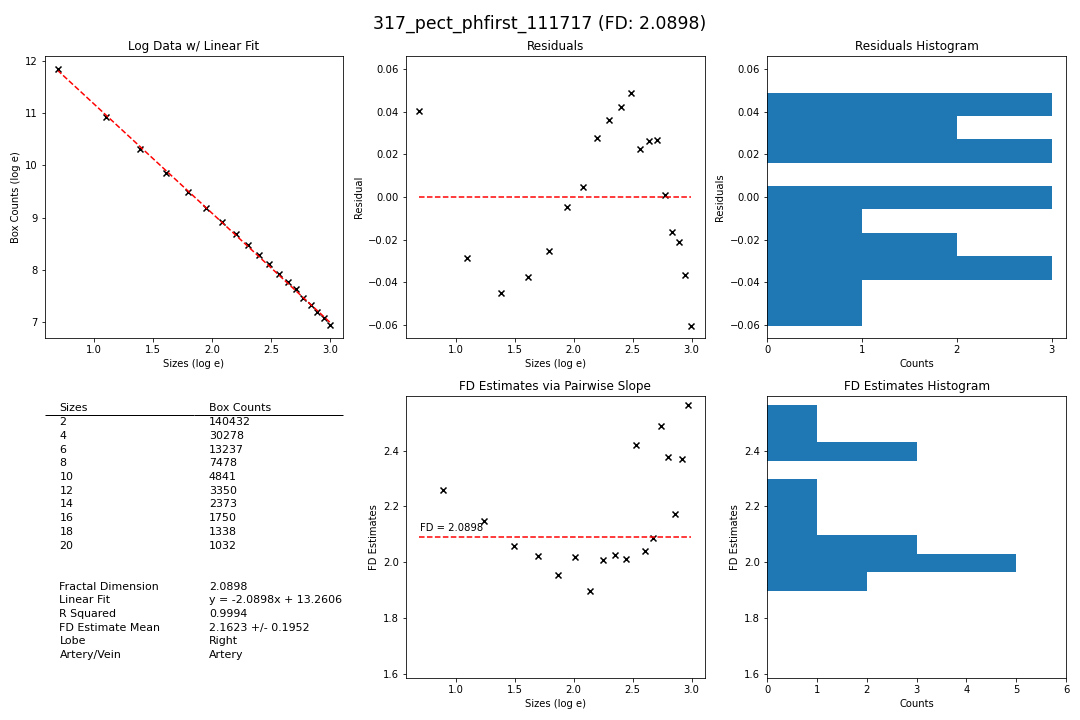 317_pect_phfirst_111717 (FD: 2.0898)
Log Data w/ Linear Fit
12
11
10
9
8
7
Box Counts (log e)
1.0 1.5 2.0 2.5 3.0
Sizes (log e)
Residuals
0.06
0.04
0.02
0.00
−0.02
−0.04
−0.06
Residual
1.0 1.5 2.0 2.5 3.0
Sizes (log e)
Residuals Histogram
0.06
0.04
0.02
0.00
−0.02
−0.04
−0.06
Residuals
0 1 2 3
Counts
Sizes Box Counts
2 140432
4 30278
6 13237
8 7478
10 4841
12 3350
14 2373
16 1750
18 1338
20 1032
Fractal Dimension 2.0898
Linear Fit y = -2.0898x + 13.2606
R Squared 0.9994
FD Estimate Mean 2.1623 +/- 0.1952
Lobe Right
Artery/Vein Artery
FD Estimates via Pairwise Slope
2.4
2.2
2.0
1.8
1.6
FD Estimates
FD = 2.0898
1.0 1.5 2.0 2.5 3.0
Sizes (log e)
FD Estimates Histogram
2.4
2.2
2.0
1.8
1.6
FD Estimates
0 1 2 3 4 5 6
Counts